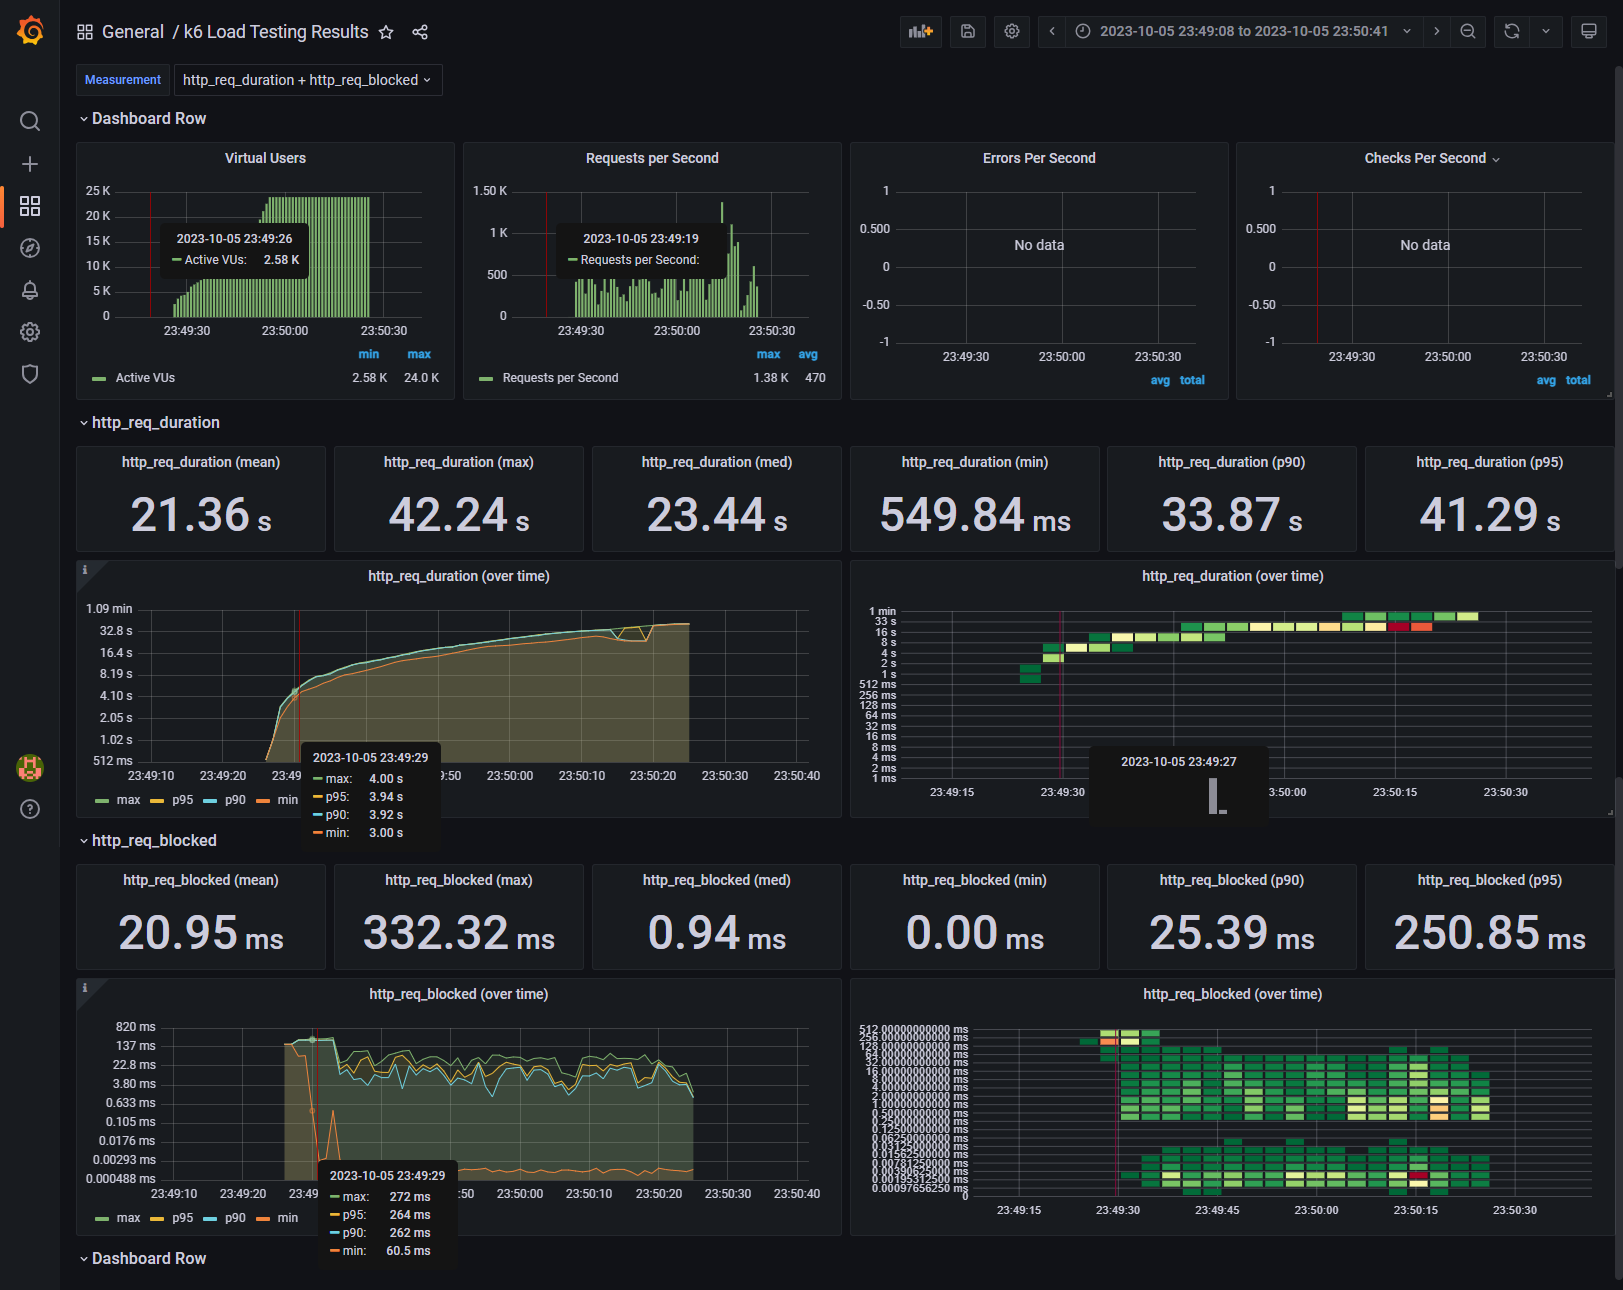 General / k6 Load Testing Results
2023-10-05 23:49:08 to 2023-10-05 23:50:41
Measurement http_req_duration + http_req_blocked
Dashboard Row
Virtual Users
25 K
20 K
15 K
10 K
5 K
0
23:49:30 23:50:00 23:50:30
2023-10-05 23:49:26
Active VUs: 2.58 K
min max
Active VUs 2.58 K 24.0 K
Requests per Second
1.50 K
1 K
500
0
23:49:30 23:50:00 23:50:30
2023-10-05 23:49:19
Requests per Second:
max avg
Requests per Second 1.38 K 470
Errors Per Second
1
0.500
0
-0.50
-1
No data
23:49:30 23:50:00 23:50:30
avg total
Checks Per Second
1
0.500
0
-0.50
-1
No data
23:49:30 23:50:00 23:50:30
avg total
http_req_duration
http_req_duration (mean)
21.36 s
http_req_duration (max)
42.24 s
http_req_duration (med)
23.44 s
http_req_duration (min)
549.84 ms
http_req_duration (p90)
33.87 s
http_req_duration (p95)
41.29 s
http_req_duration (over time)
1.09 min
32.8 s
16.4 s
8.19 s
4.10 s
2.05 s
1.02 s
512 ms
23:49:10 23:49:20 23:49 :50 23:50:00 23:50:10 23:50:20 23:50:30 23:50:40
max p95 p90 min
2023-10-05 23:49:29
max: 4.00 s
p95: 3.94 s
p90: 3.92 s
min: 3.00 s
http_req_duration (over time)
1 min
33 s
16 s
8 s
4 s
2 s
1 s
512 ms
256 ms
128 ms
64 ms
32 ms
16 ms
8 ms
4 ms
2 ms
1 ms
23:49:15 23:49:30 3:50:00 23:50:15 23:50:30
2023-10-05 23:49:27
http_req_blocked
http_req_blocked (mean)
20.95 ms
http_req_blocked (max)
332.32 ms
http_req_blocked (med)
0.94 ms
http_req_blocked (min)
0.00 ms
http_req_blocked (p90)
25.39 ms
http_req_blocked (p95)
250.85 ms
http_req_blocked (over time)
820 ms
137 ms
22.8 ms
3.80 ms
0.633 ms
0.105 ms
0.0176 ms
0.00293 ms
0.000488 ms
23:49:10 23:49:20 23:49 :50 23:50:00 23:50:10 23:50:20 23:50:30 23:50:40
max p95 p90 min
2023-10-05 23:49:29
max: 272 ms
p95: 264 ms
p90: 262 ms
min: 60.5 ms
http_req_blocked (over time)
512.00000000000 ms
256.00000000000 ms
128.00000000000 ms
64.00000000000 ms
16.00000000000 ms
4.00000000000 ms
2.00000000000 ms
1.00000000000 ms
0.50000000000 ms
0.12500000000 ms
0.06250000000 ms
0.03125000000 ms
0.01562500000 ms
0.00781250000 ms
0.00390625000 ms
0.00195312500 ms
0.00097656250 ms
0
23:49:15 23:49:30 23:49:45 23:50:00 23:50:15 23:50:30
Dashboard Row